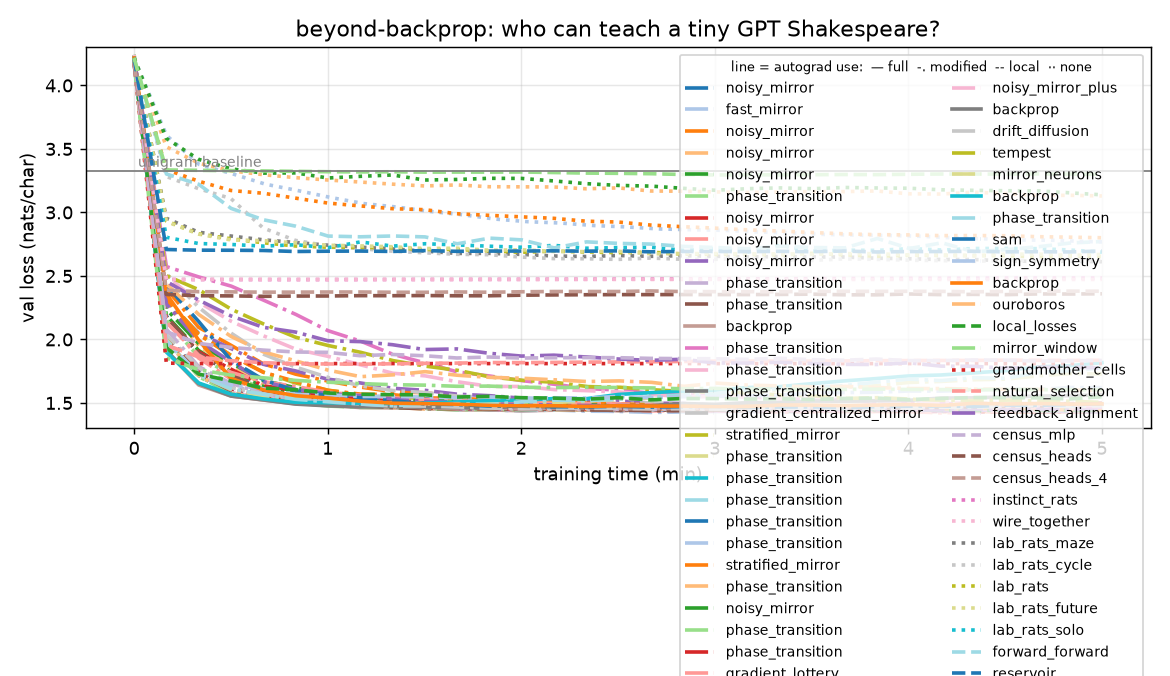 beyond-backprop: who can teach a tiny GPT Shakespeare?
val loss (nats/char)
4.0
3.5
3.0
2.5
2.0
1.5
unigram baseline
0
1
2
3
4
5
training time (min)
line = autograd use: — full -. modified -- local ·· none
noisy_mirror
fast_mirror
noisy_mirror
noisy_mirror
noisy_mirror
phase_transition
noisy_mirror
noisy_mirror
noisy_mirror
phase_transition
phase_transition
backprop
phase_transition
phase_transition
phase_transition
gradient_centralized_mirror
stratified_mirror
phase_transition
phase_transition
phase_transition
phase_transition
phase_transition
stratified_mirror
phase_transition
noisy_mirror
phase_transition
phase_transition
gradient_lottery
noisy_mirror_plus
backprop
drift_diffusion
tempest
mirror_neurons
backprop
phase_transition
sam
sign_symmetry
backprop
ouroboros
local_losses
mirror_window
grandmother_cells
natural_selection
feedback_alignment
census_mlp
census_heads
census_heads_4
instinct_rats
wire_together
lab_rats_maze
lab_rats_cycle
lab_rats
lab_rats_future
lab_rats_solo
forward_forward
reservoir